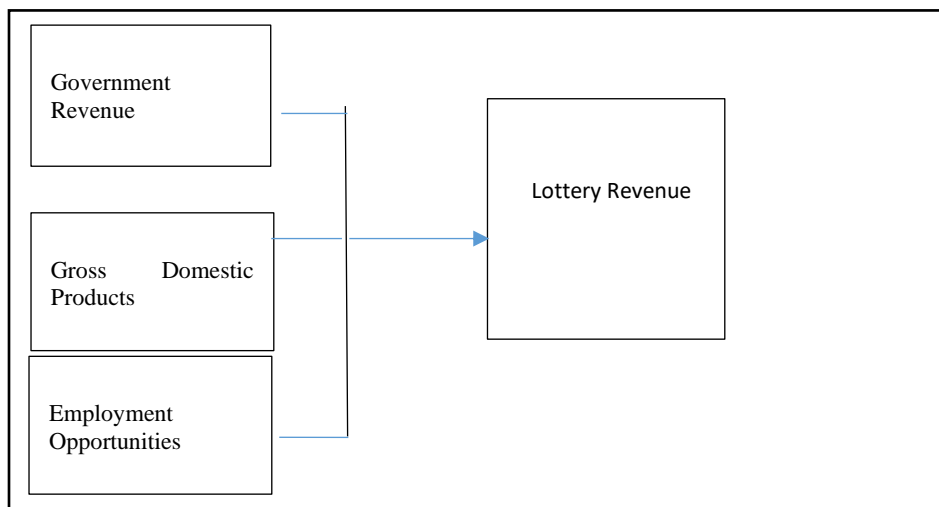 Government
Revenue
Lottery Revenue
Gross Domestic
Products
Employment
Opportunities